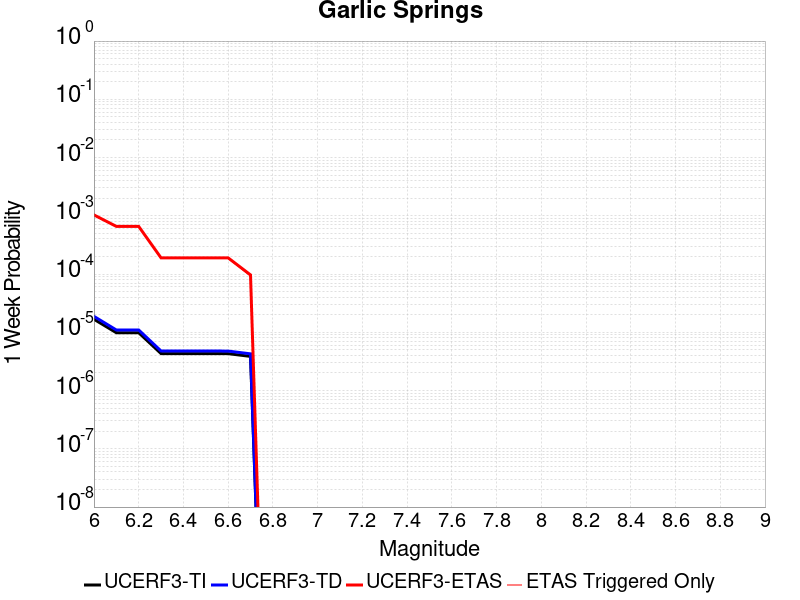 Garlic Springs
1 Week Probability
10^0
10^-1
10^-2
10^-3
10^-4
10^-5
10^-6
10^-7
10^-8
6 6.2 6.4 6.6 6.8 7 7.2 7.4 7.6 7.8 8 8.2 8.4 8.6 8.8 9
Magnitude
UCERF3-TI UCERF3-TD UCERF3-ETAS ETAS Triggered Only